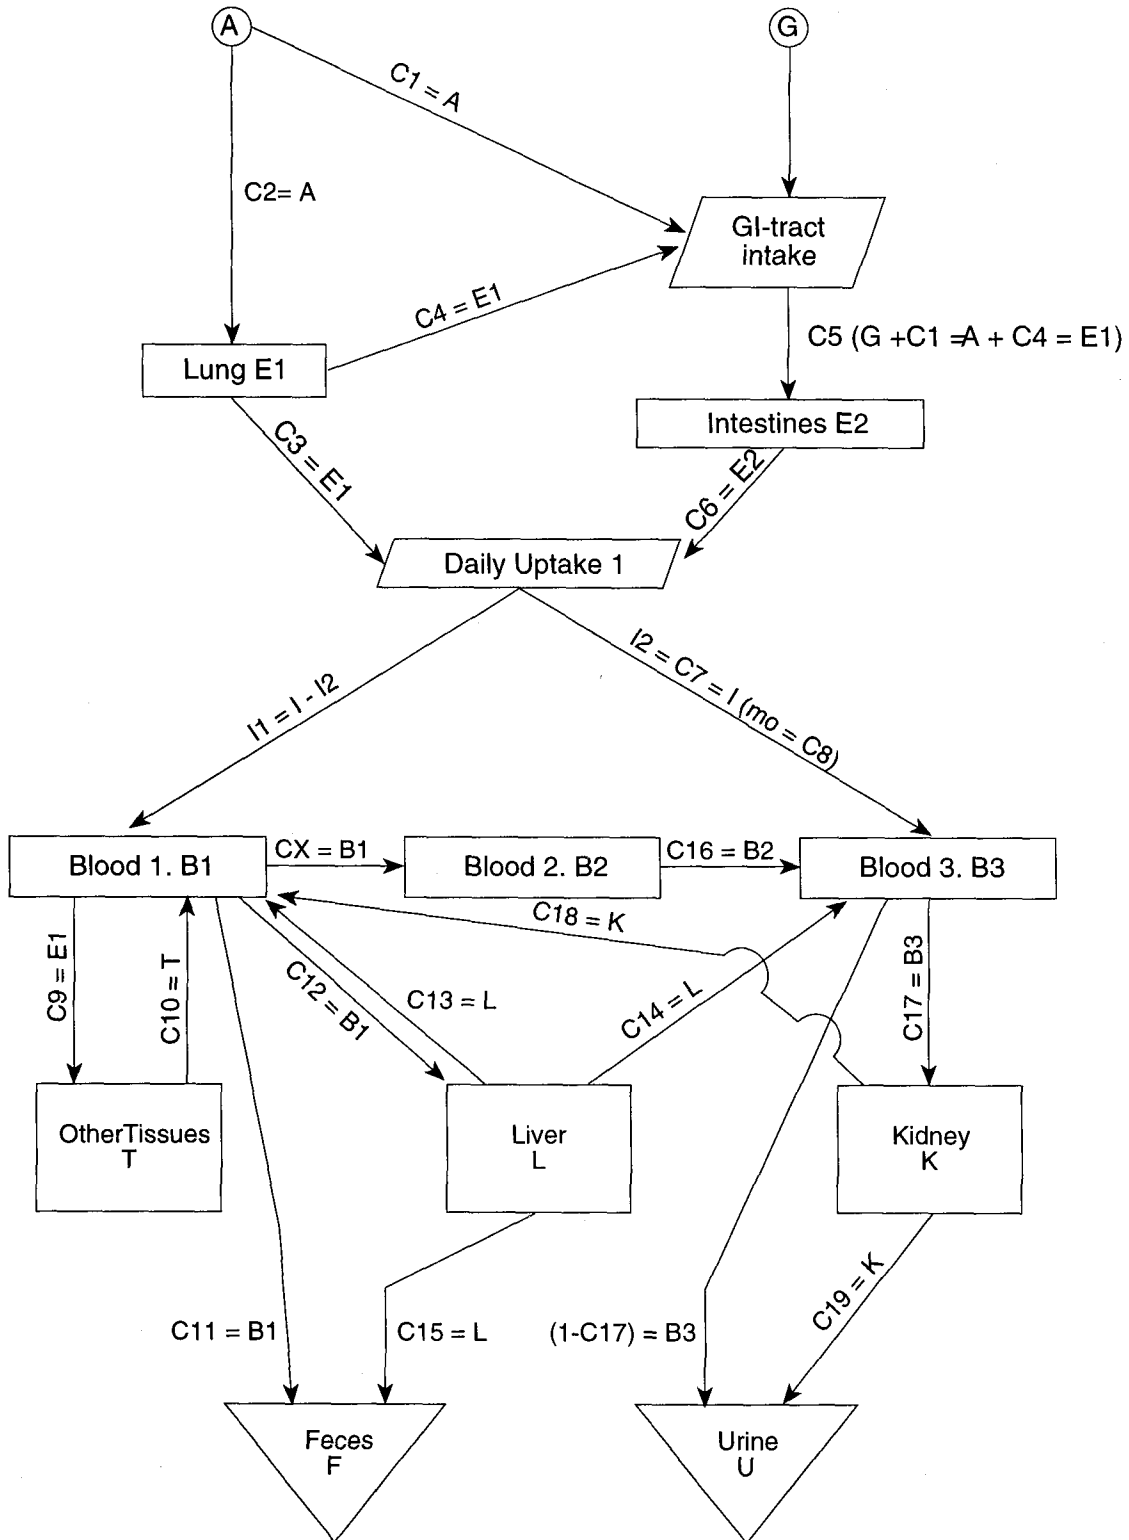 A
G
C1 = A
C2= A
GI-tract
intake
C4 = E1
C5 (G +C1 =A + C4 = E1)
Lung E1
Intestines E2
C3 = E1
C6 = E2
Daily Uptake 1
I1 = I - I2
I2 = C7 = I (mo = C8)
Blood 1. B1
CX = B1
Blood 2. B2
C16 = B2
Blood 3. B3
C18 = K
C9 = E1
C10 = T
C12 = B1
C13 = L
C14 = L
C17 = B3
OtherTissues
T
Liver
L
Kidney
K
C11 = B1
C15 = L
(1-C17) = B3
C19 = K
Feces
F
Urine
U